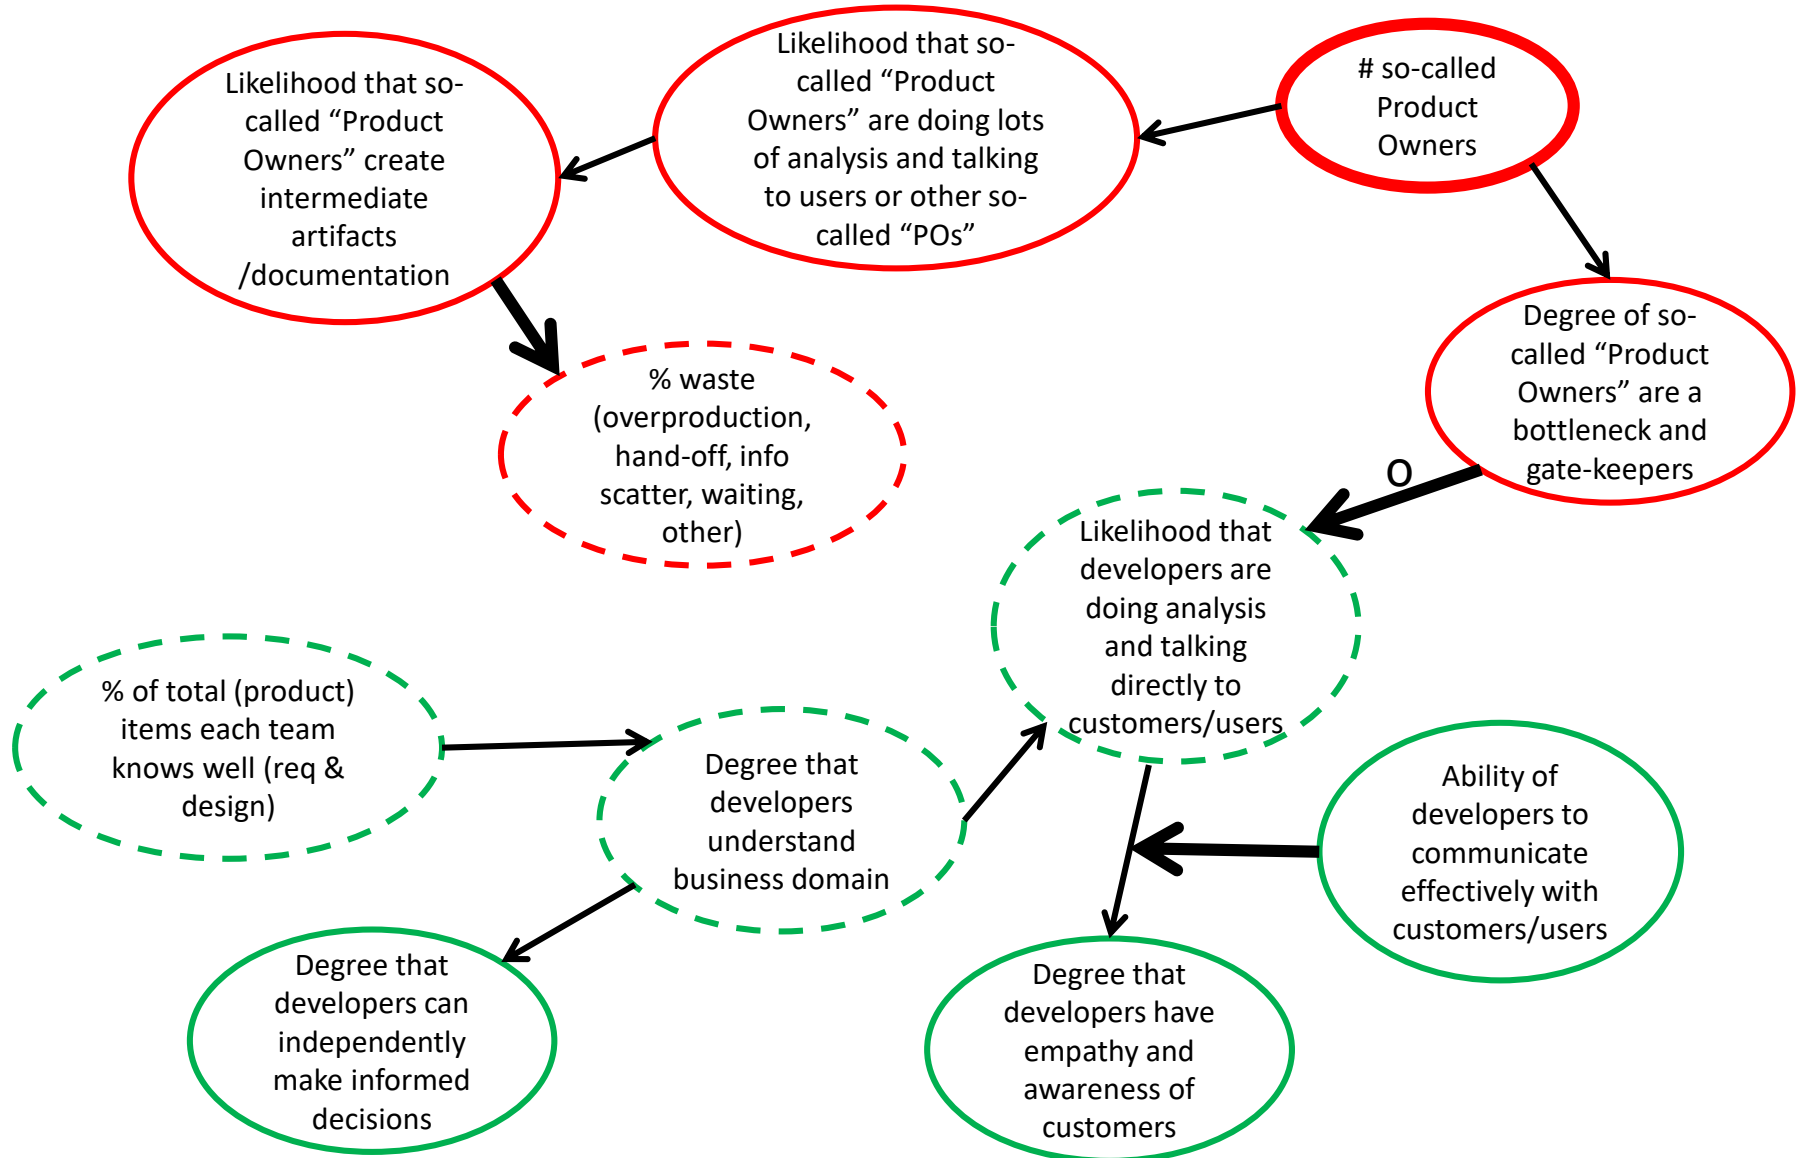 Likelihood that so-
called “Product
Owners” create
intermediate
artifacts
/documentation
Likelihood that so-
called “Product
Owners” are doing lots
of analysis and talking
to users or other so-
called “POs”
# so-called
Product
Owners
Degree of so-
called “Product
Owners” are a
bottleneck and
gate-keepers
% waste
(overproduction,
hand-off, info
scatter, waiting,
other)
O
Likelihood that
developers are
doing analysis
and talking
directly to
customers/users
% of total (product)
items each team
knows well (req &
design)
Degree that
developers
understand
business domain
Ability of
developers to
communicate
effectively with
customers/users
Degree that
developers can
independently
make informed
decisions
Degree that
developers have
empathy and
awareness of
customers